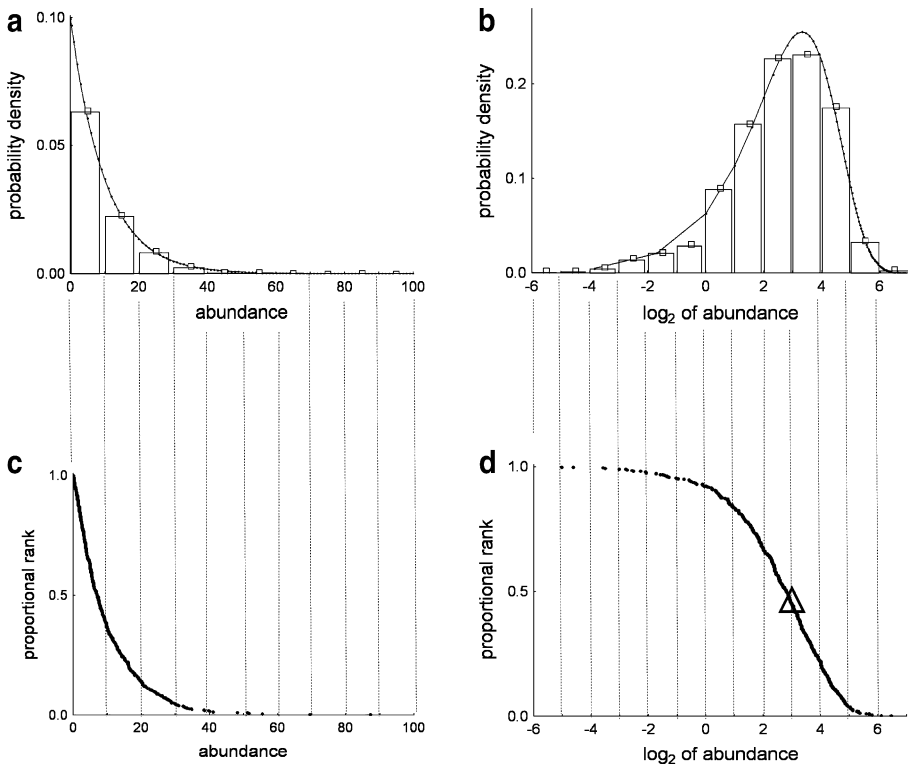 a
0.10
0.05
0.00
probability density
0 20 40 60 80 100
abundance
b
0.2
0.1
0.0
probability density
-6 -4 -2 0 2 4 6
log2 of abundance
c
1.0
0.5
0.0
proportional rank
0 20 40 60 80 100
abundance
d
1.0
0.5
0.0
proportional rank
-6 -4 -2 0 2 4 6
log2 of abundance